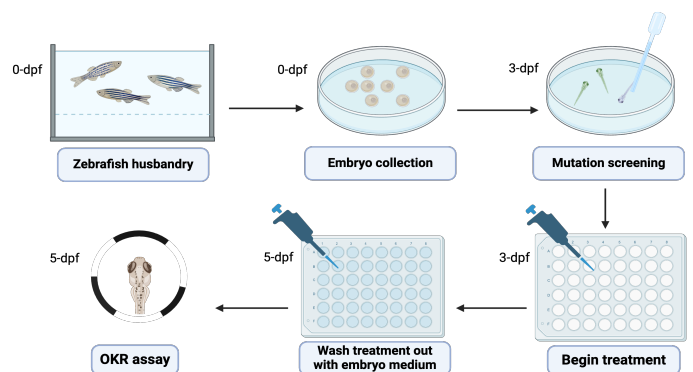 0-dpf
Zebrafish husbandry
0-dpf
Embryo collection
3-dpf
Mutation screening
3-dpf
Begin treatment
5-dpf
Wash treatment out
with embryo medium
5-dpf
OKR assay